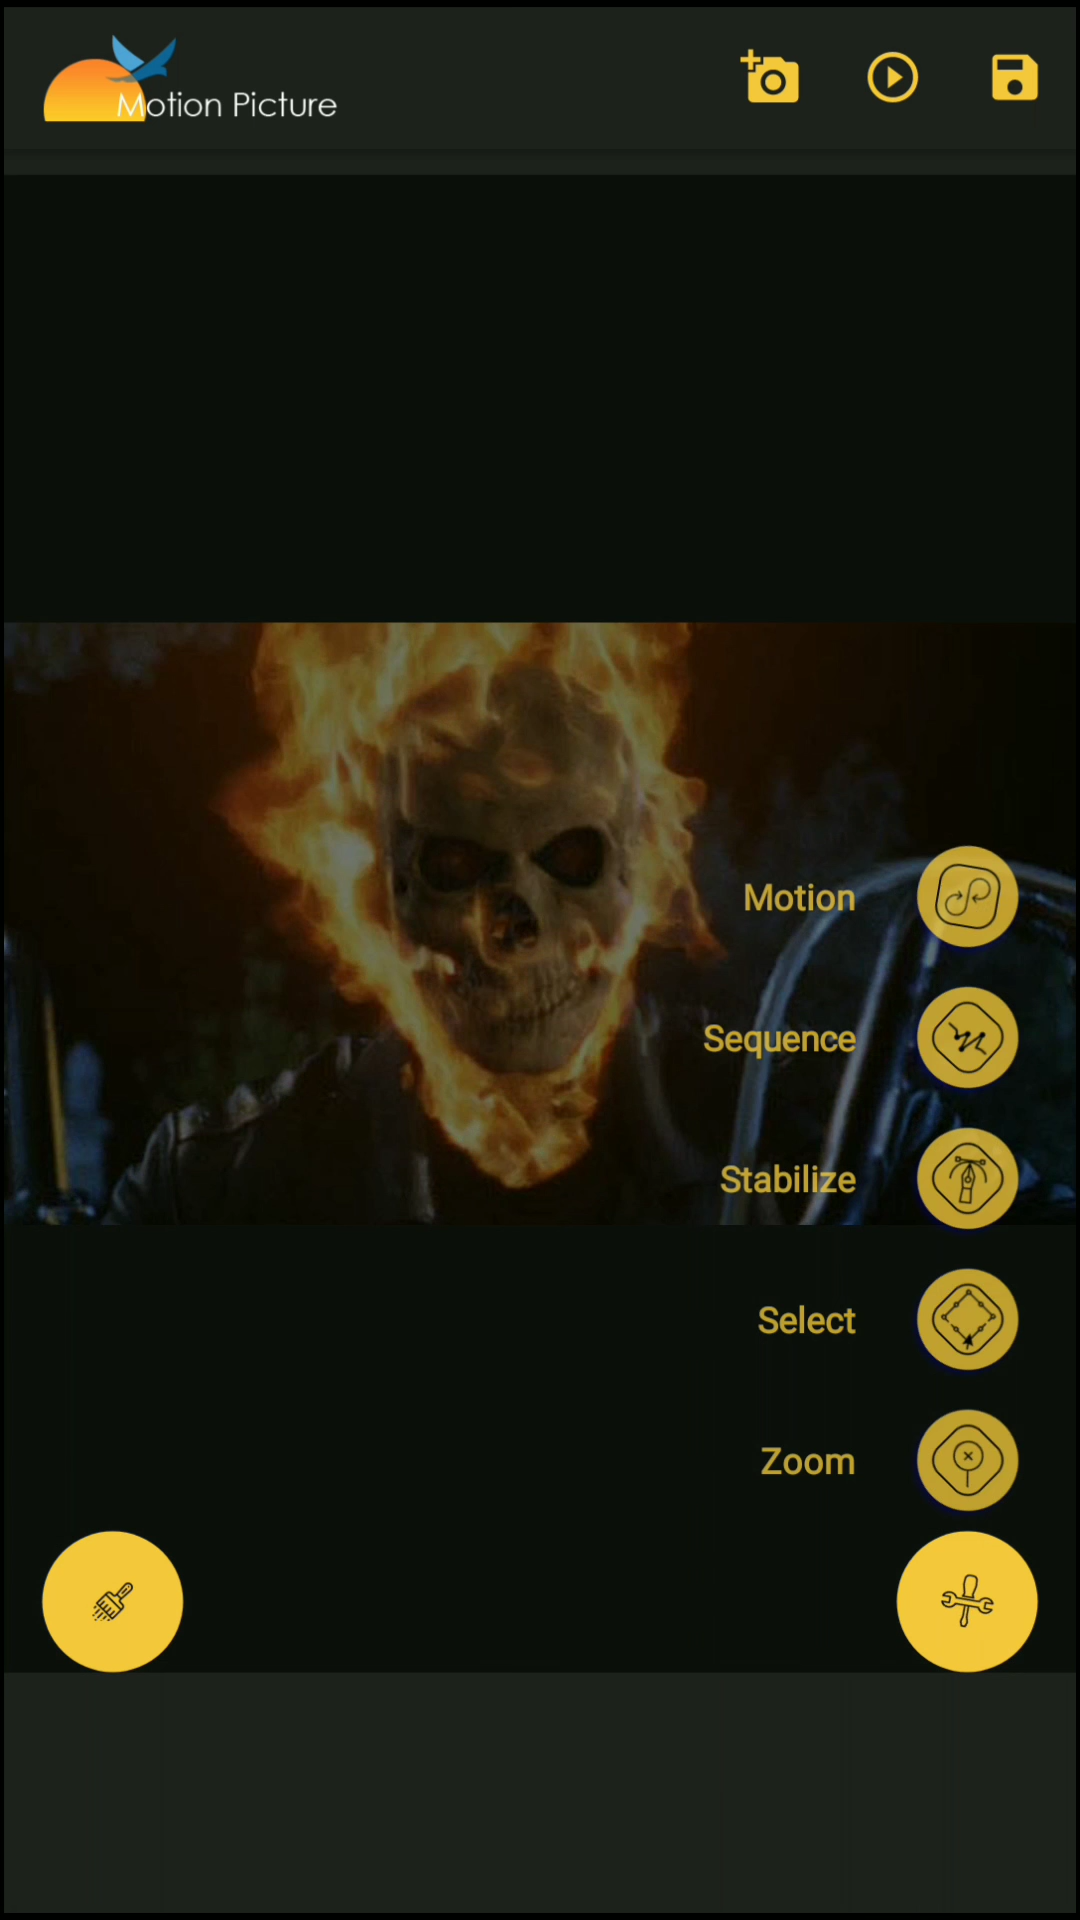 Motion Picture
Motion
Sequence
Stabilize
Select
Zoom